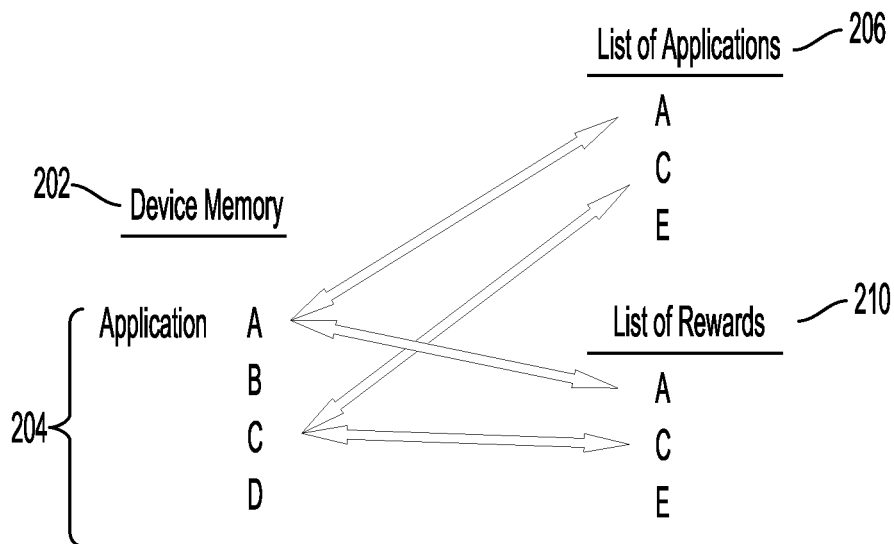 List of Applications 206
A
C
E
202 Device Memory
204
Application A
B
C
D
List of Rewards 210
A
C
E